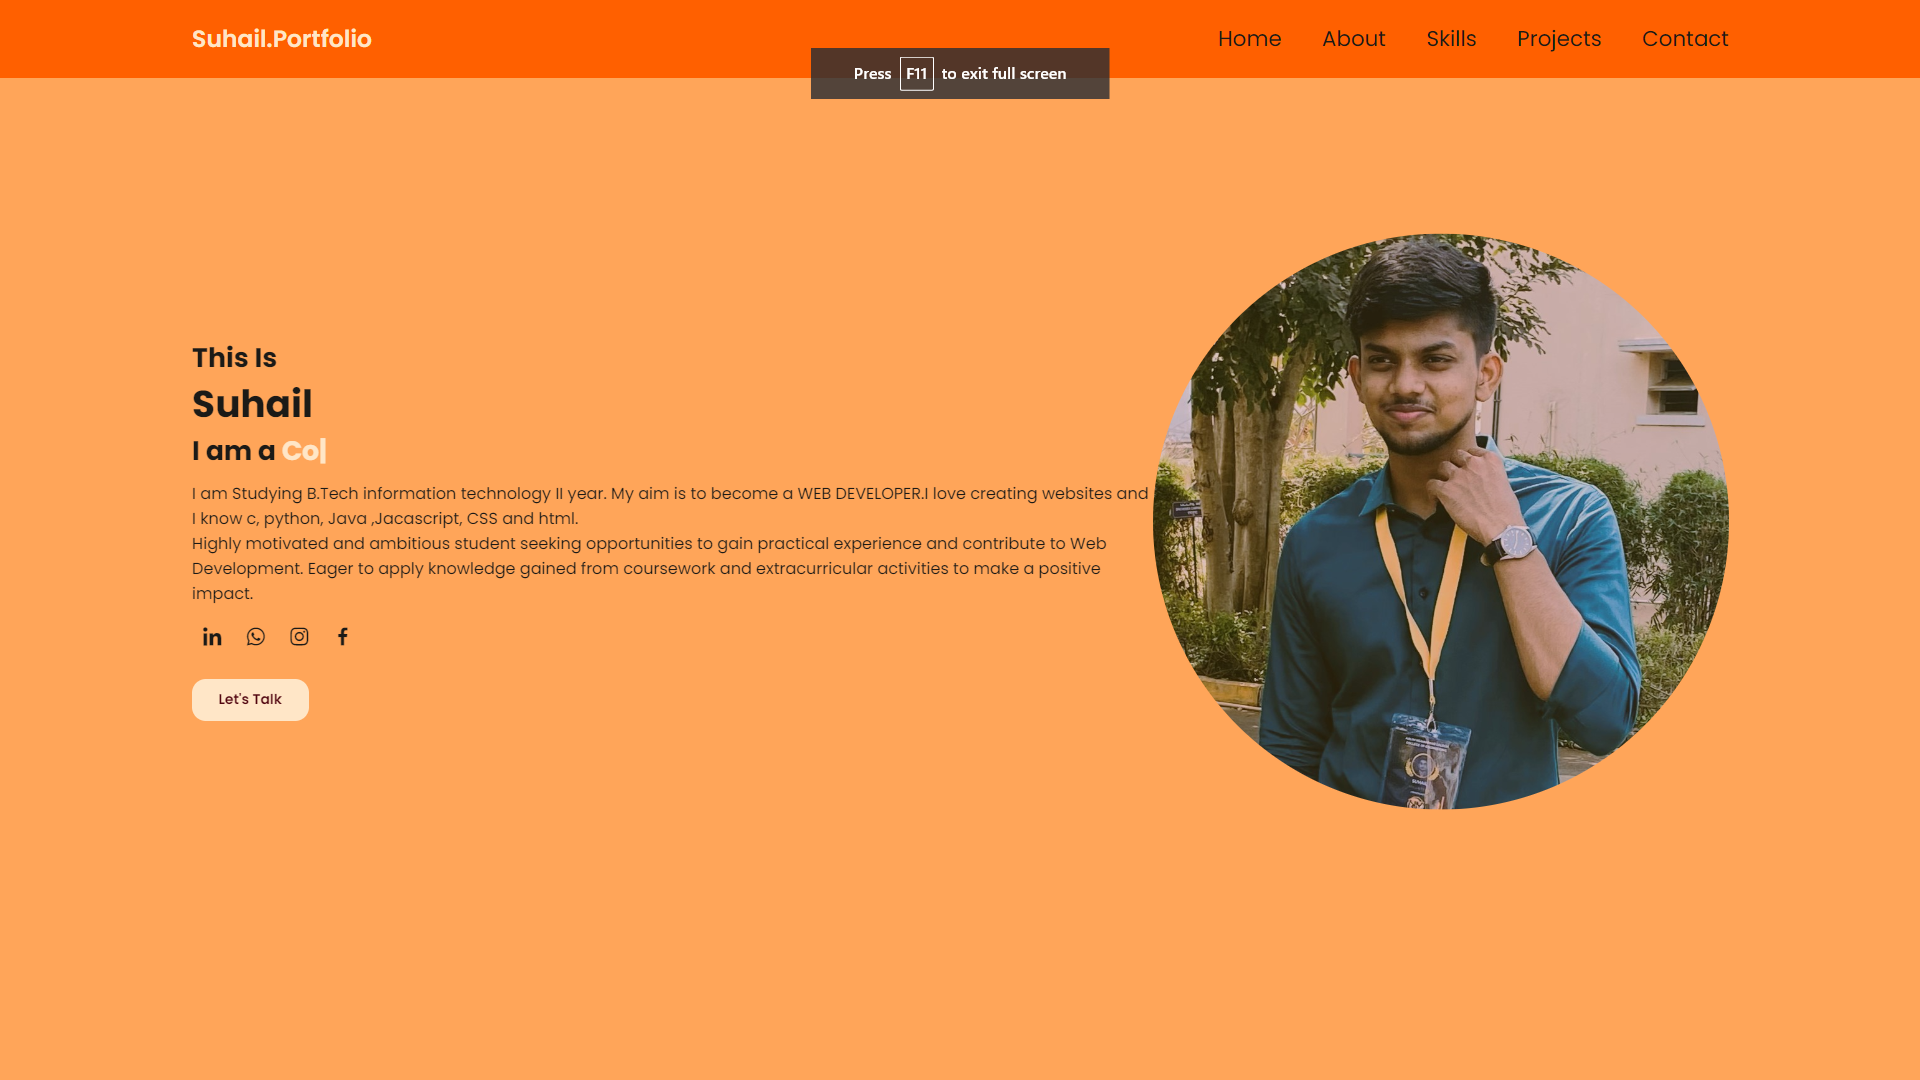 Suhail.Portfolio
Home About Skills Projects Contact
Press F11 to exit full screen
This Is
Suhail
I am a Co|
I am Studying B.Tech information technology II year. My aim is to become a WEB DEVELOPER.I love creating websites and
I know c, python, Java ,Jacascript, CSS and html.
Highly motivated and ambitious student seeking opportunities to gain practical experience and contribute to Web
Development. Eager to apply knowledge gained from coursework and extracurricular activities to make a positive
impact.
in
f
Let's Talk